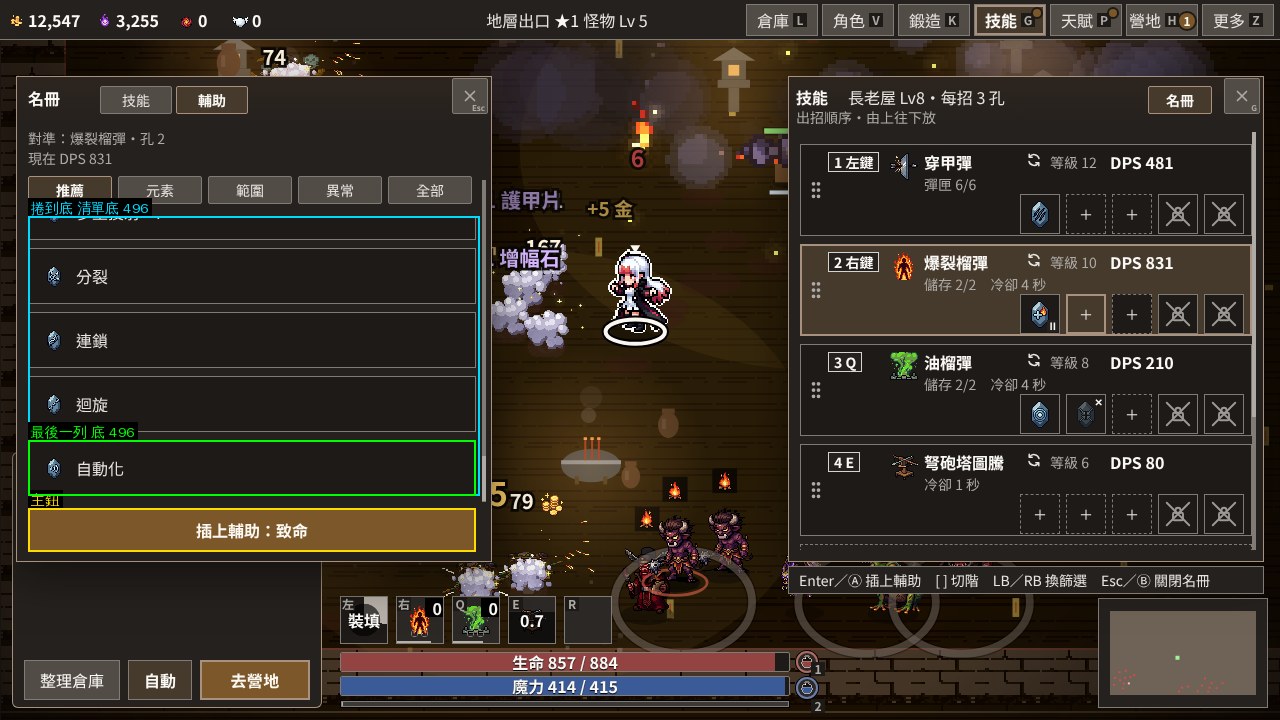 12,547 3,255 0 0
地層出口 ★1 怪物 Lv 5
倉庫 L 角色 V 鍛造 K 技能 G 天賦 P 營地 H 1 更多 Z
74
名冊 技能 輔助
Esc
對準：爆裂榴彈・孔 2
現在 DPS 831
推薦 元素 範圍 異常 全部
捲到底 清單底 496
分裂
連鎖
迴旋
最後一列 底 496
自動化
主鈕
插上輔助：致命
整理倉庫 自動 去營地
6
護甲片
+5 金
167
增幅石
5 79
技能 長老屋 Lv8・每招 3 孔
名冊
G
出招順序・由上往下放
1 左鍵 穿甲彈 等級 12 DPS 481
彈匣 6/6
+ +
2 右鍵 爆裂榴彈 等級 10 DPS 831
儲存 2/2 冷卻 4 秒
+ +
3 Q 油榴彈 等級 8 DPS 210
儲存 2/2 冷卻 4 秒
+
4 E 弩砲塔圖騰 等級 6 DPS 80
冷卻 1 秒
+ + +
Enter／Ⓐ 插上輔助 [ ] 切階 LB／RB 換篩選 Esc／Ⓑ 關閉名冊
左 裝填 右 0 Q 0 E 0.7 R
生命 857 / 884
1
魔力 414 / 415
2